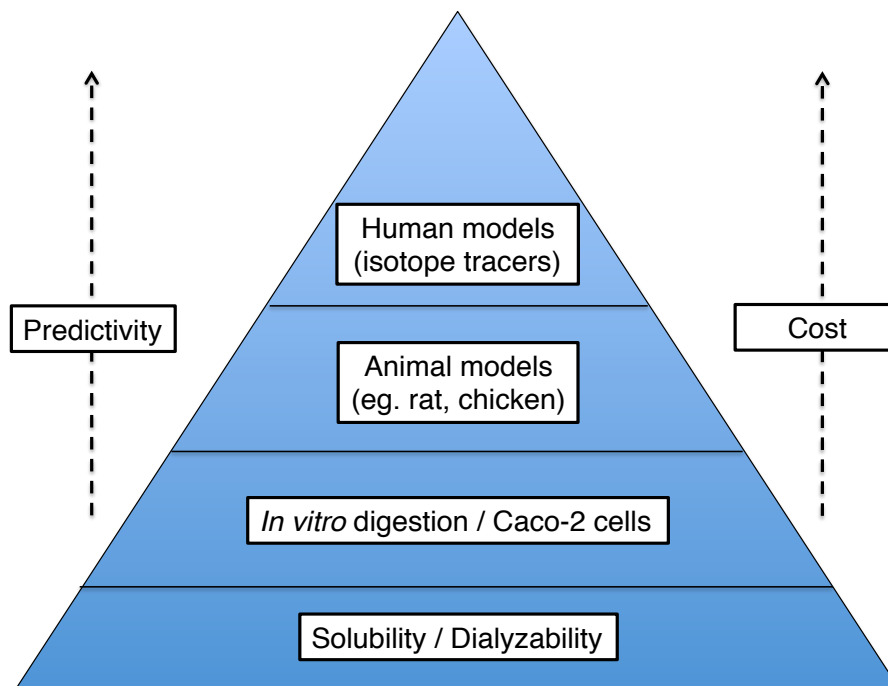 Human models
(isotope tracers)
Predictivity
Cost
Animal models
(eg. rat, chicken)
In vitro digestion / Caco-2 cells
Solubility / Dialyzability